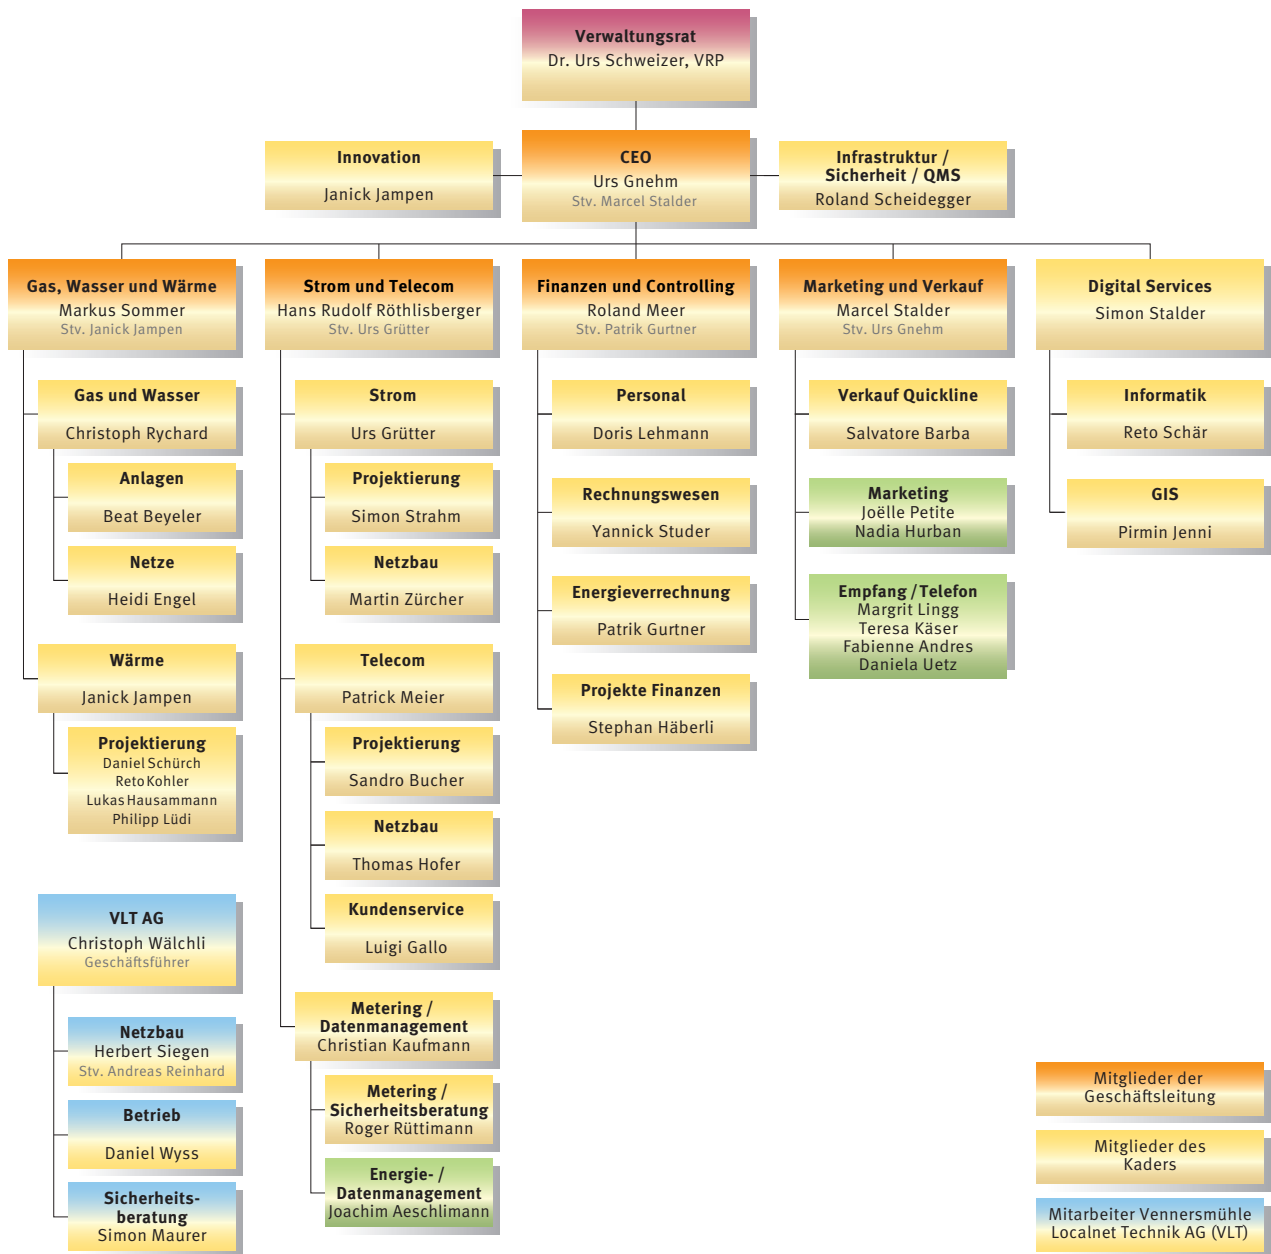 Verwaltungsrat
Dr. Urs Schweizer, VRP
Innovation
Janick Jampen
CEO
Urs Gnehm
Stv. Marcel Stalder
Infrastruktur /
Sicherheit / QMS
Roland Scheidegger
Gas, Wasser und Wärme
Markus Sommer
Stv. Janick Jampen
Gas und Wasser
Christoph Rychard
Anlagen
Beat Beyeler
Netze
Heidi Engel
Wärme
Janick Jampen
Projektierung
Daniel Schürch
Reto Kohler
Lukas Hausammann
Philipp Lüdi
VLT AG
Christoph Wälchli
Geschäftsführer
Netzbau
Herbert Siegen
Stv. Andreas Reinhard
Betrieb
Daniel Wyss
Sicherheits-
beratung
Simon Maurer
Strom und Telecom
Hans Rudolf Röthlisberger
Stv. Urs Grütter
Strom
Urs Grütter
Projektierung
Simon Strahm
Netzbau
Martin Zürcher
Telecom
Patrick Meier
Projektierung
Sandro Bucher
Netzbau
Thomas Hofer
Kundenservice
Luigi Gallo
Metering /
Datenmanagement
Christian Kaufmann
Metering /
Sicherheitsberatung
Roger Rüttimann
Energie- /
Datenmanagement
Joachim Aeschlimann
Finanzen und Controlling
Roland Meer
Stv. Patrik Gurtner
Personal
Doris Lehmann
Rechnungswesen
Yannick Studer
Energieverrechnung
Patrik Gurtner
Projekte Finanzen
Stephan Häberli
Marketing und Verkauf
Marcel Stalder
Stv. Urs Gnehm
Verkauf Quickline
Salvatore Barba
Marketing
Joëlle Petite
Nadia Hurban
Empfang / Telefon
Margrit Lingg
Teresa Käser
Fabienne Andres
Daniela Uetz
Digital Services
Simon Stalder
Informatik
Reto Schär
GIS
Pirmin Jenni
Mitglieder der
Geschäftsleitung
Mitglieder des
Kaders
Mitarbeiter Vennersmühle
Localnet Technik AG (VLT)